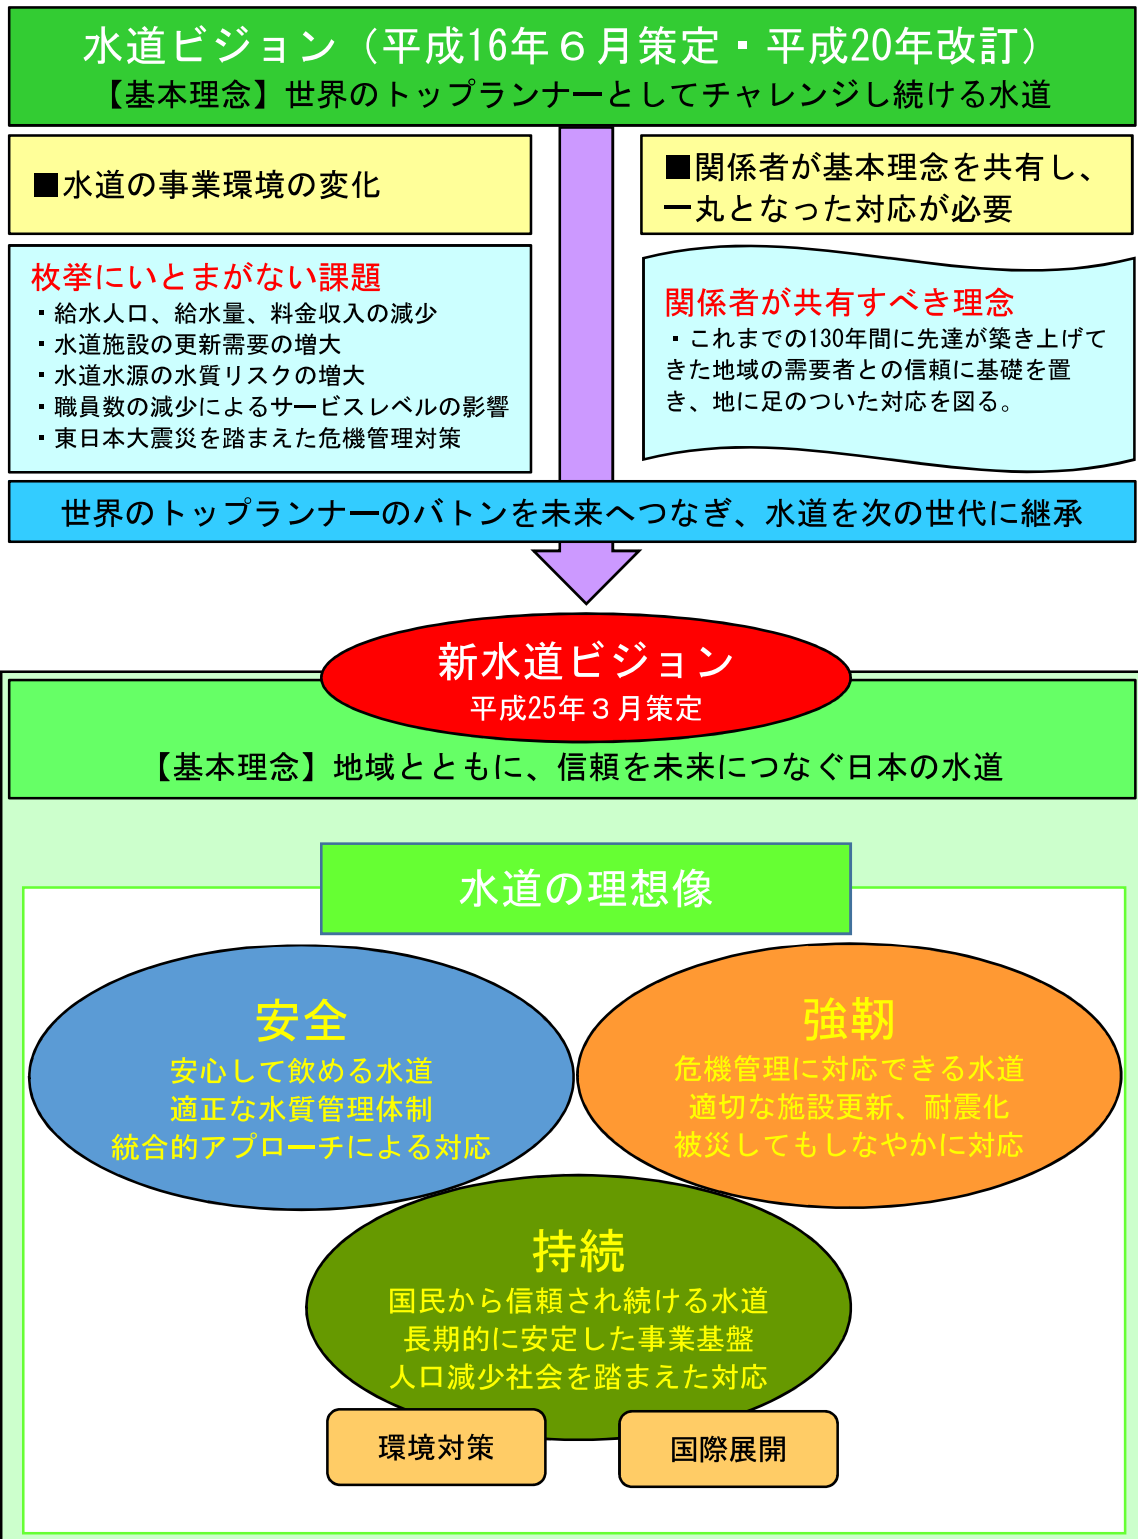 水道ビジョン（平成16年６月策定・平成20年改訂）
【基本理念】世界のトップランナーとしてチャレンジし続ける水道
■水道の事業環境の変化
■関係者が基本理念を共有し、
一丸となった対応が必要
枚挙にいとまがない課題
・給水人口、給水量、料金収入の減少
・水道施設の更新需要の増大
・水道水源の水質リスクの増大
・職員数の減少によるサービスレベルの影響
・東日本大震災を踏まえた危機管理対策
関係者が共有すべき理念
・これまでの130年間に先達が築き上げて
きた地域の需要者との信頼に基礎を置
き、地に足のついた対応を図る。
世界のトップランナーのバトンを未来へつなぎ、水道を次の世代に継承
新水道ビジョン
平成25年３月策定
【基本理念】地域とともに、信頼を未来につなぐ日本の水道
水道の理想像
安全
安心して飲める水道
適正な水質管理体制
統合的アプローチによる対応
強靭
危機管理に対応できる水道
適切な施設更新、耐震化
被災してもしなやかに対応
持続
国民から信頼され続ける水道
長期的に安定した事業基盤
人口減少社会を踏まえた対応
環境対策
国際展開